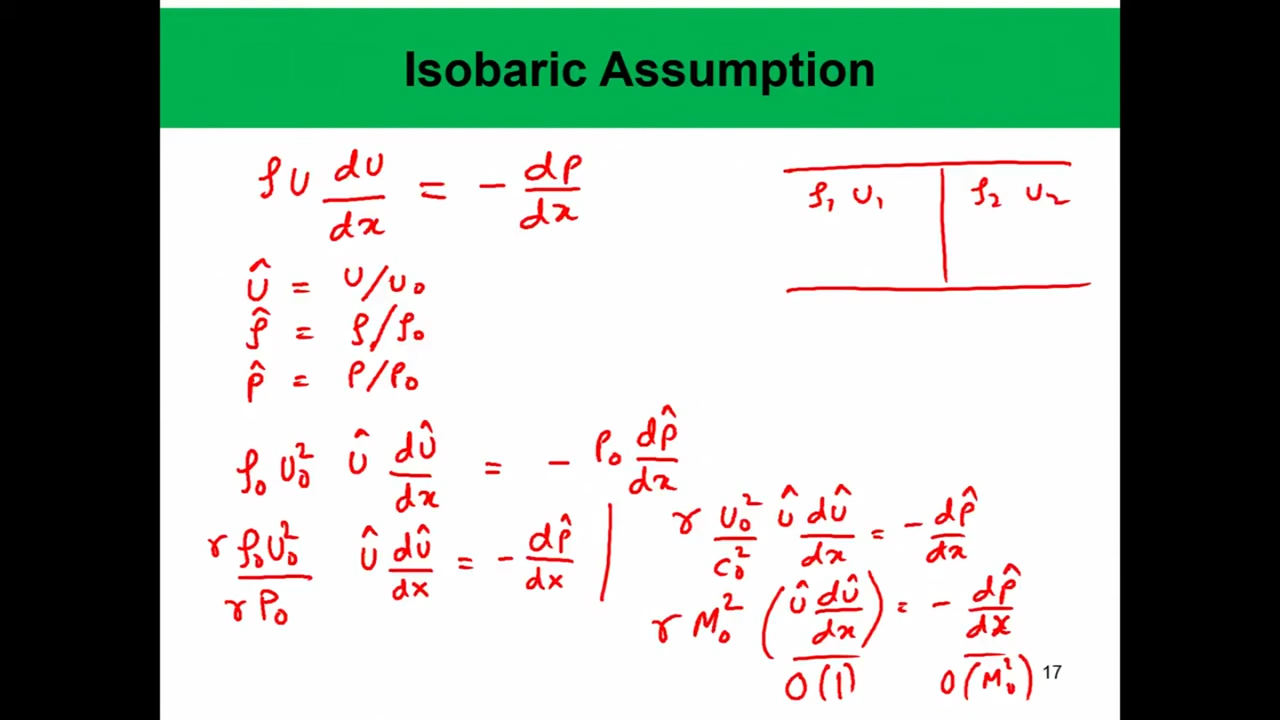 Isobaric Assumption
ρ U dU/dx = - dp/dx
ρ₁ U₁ ρ₂ U₂
Û = U/U₀
ρ̂ = ρ/ρ₀
p̂ = P/P₀
ρ₀ U₀² Û dÛ/dx = - P₀ dp̂/dx
γ ρ₀U₀²/γP₀ Û dÛ/dx = - dp̂/dx
γ U₀²/C₀² Û dÛ/dx = - dp̂/dx
γ M₀² (Û dÛ/dx) = - dp̂/dx
O(1) O(M₀²)
17